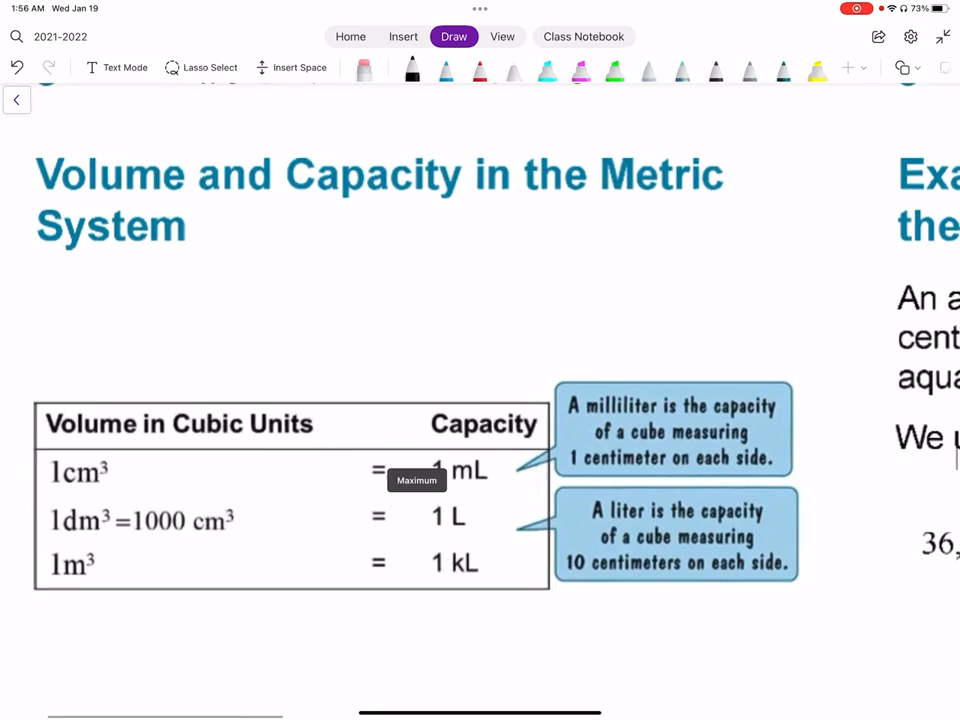 1:56 AM Wed Jan 19
73%
2021-2022
Home Insert Draw View Class Notebook
Text Mode Lasso Select Insert Space
Volume and Capacity in the Metric
System
Volume in Cubic Units Capacity
1cm³ = 1 mL
Maximum
1dm³ =1000 cm³ = 1 L
1m³ = 1 kL
A milliliter is the capacity
of a cube measuring
1 centimeter on each side.
A liter is the capacity
of a cube measuring
10 centimeters on each side.
Exa
the
An a
cent
aqua
We u
36,